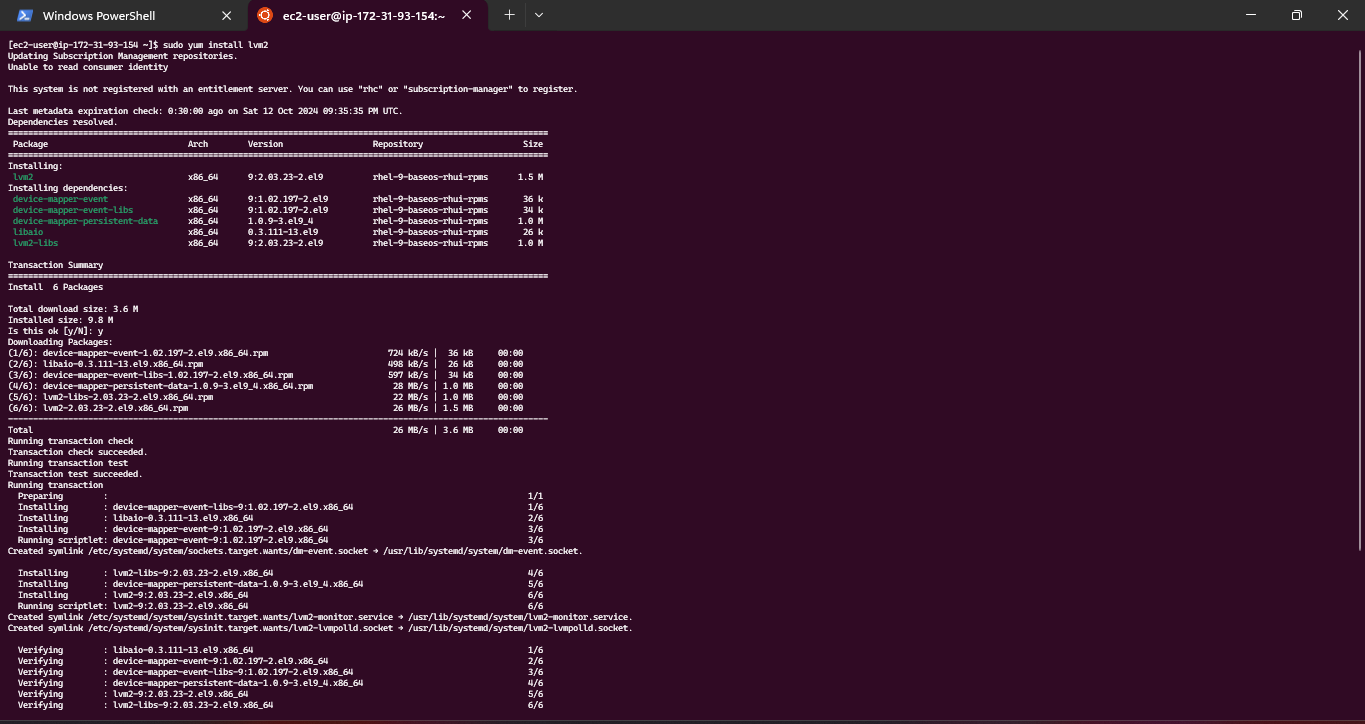 Windows PowerShell
ec2-user@ip-172-31-93-154:~
[ec2-user@ip-172-31-93-154 ~]$ sudo yum install lvm2
Updating Subscription Management repositories.
Unable to read consumer identity
This system is not registered with an entitlement server. You can use "rhc" or "subscription-manager" to register.
Last metadata expiration check: 0:30:00 ago on Sat 12 Oct 2024 09:35:35 PM UTC.
Dependencies resolved.
Package Arch Version Repository Size
Installing:
lvm2 x86_64 9:2.03.23-2.el9 rhel-9-baseos-rhui-rpms 1.5 M
Installing dependencies:
device-mapper-event x86_64 9:1.02.197-2.el9 rhel-9-baseos-rhui-rpms 36 k
device-mapper-event-libs x86_64 9:1.02.197-2.el9 rhel-9-baseos-rhui-rpms 34 k
device-mapper-persistent-data x86_64 1.0.9-3.el9_4 rhel-9-baseos-rhui-rpms 1.0 M
libaio x86_64 0.3.111-13.el9 rhel-9-baseos-rhui-rpms 26 k
lvm2-libs x86_64 9:2.03.23-2.el9 rhel-9-baseos-rhui-rpms 1.0 M
Transaction Summary
Install 6 Packages
Total download size: 3.6 M
Installed size: 9.8 M
Is this ok [y/N]: y
Downloading Packages:
(1/6): device-mapper-event-1.02.197-2.el9.x86_64.rpm 724 kB/s | 36 kB 00:00
(2/6): libaio-0.3.111-13.el9.x86_64.rpm 498 kB/s | 26 kB 00:00
(3/6): device-mapper-event-libs-1.02.197-2.el9.x86_64.rpm 597 kB/s | 34 kB 00:00
(4/6): device-mapper-persistent-data-1.0.9-3.el9_4.x86_64.rpm 28 MB/s | 1.0 MB 00:00
(5/6): lvm2-libs-2.03.23-2.el9.x86_64.rpm 22 MB/s | 1.0 MB 00:00
(6/6): lvm2-2.03.23-2.el9.x86_64.rpm 26 MB/s | 1.5 MB 00:00
Total 26 MB/s | 3.6 MB 00:00
Running transaction check
Transaction check succeeded.
Running transaction test
Transaction test succeeded.
Running transaction
Preparing : 1/1
Installing : device-mapper-event-libs-9:1.02.197-2.el9.x86_64 1/6
Installing : libaio-0.3.111-13.el9.x86_64 2/6
Installing : device-mapper-event-9:1.02.197-2.el9.x86_64 3/6
Running scriptlet: device-mapper-event-9:1.02.197-2.el9.x86_64 3/6
Created symlink /etc/systemd/system/sockets.target.wants/dm-event.socket → /usr/lib/systemd/system/dm-event.socket.
Installing : lvm2-libs-9:2.03.23-2.el9.x86_64 4/6
Installing : device-mapper-persistent-data-1.0.9-3.el9_4.x86_64 5/6
Installing : lvm2-9:2.03.23-2.el9.x86_64 6/6
Running scriptlet: lvm2-9:2.03.23-2.el9.x86_64 6/6
Created symlink /etc/systemd/system/sysinit.target.wants/lvm2-monitor.service → /usr/lib/systemd/system/lvm2-monitor.service.
Created symlink /etc/systemd/system/sysinit.target.wants/lvm2-lvmpolld.socket → /usr/lib/systemd/system/lvm2-lvmpolld.socket.
Verifying : libaio-0.3.111-13.el9.x86_64 1/6
Verifying : device-mapper-event-9:1.02.197-2.el9.x86_64 2/6
Verifying : device-mapper-event-libs-9:1.02.197-2.el9.x86_64 3/6
Verifying : device-mapper-persistent-data-1.0.9-3.el9_4.x86_64 4/6
Verifying : lvm2-9:2.03.23-2.el9.x86_64 5/6
Verifying : lvm2-libs-9:2.03.23-2.el9.x86_64 6/6